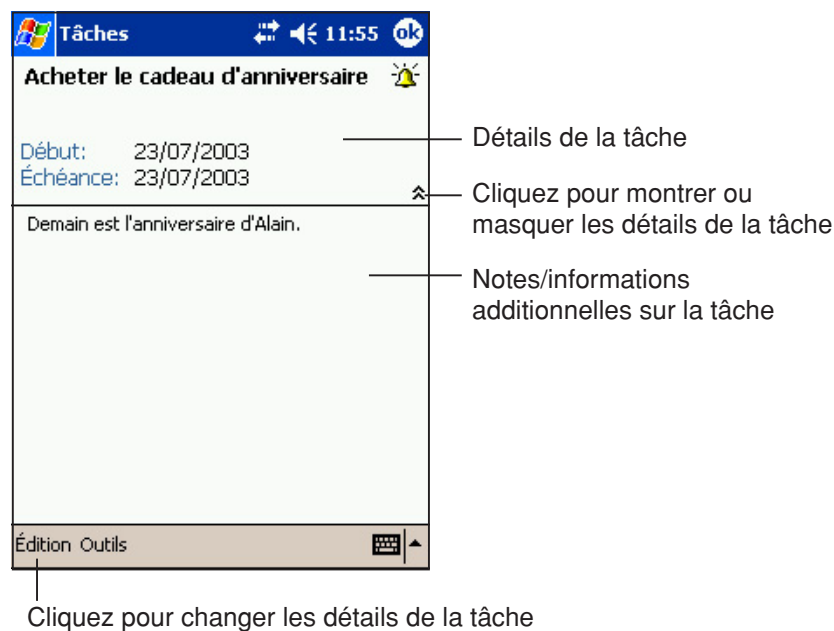 Tâches 11:55 ok
Acheter le cadeau d'anniversaire
Début: 23/07/2003
Échéance: 23/07/2003
Demain est l'anniversaire d'Alain.
Édition Outils
Détails de la tâche
Cliquez pour montrer ou
masquer les détails de la tâche
Notes/informations
additionnelles sur la tâche
Cliquez pour changer les détails de la tâche